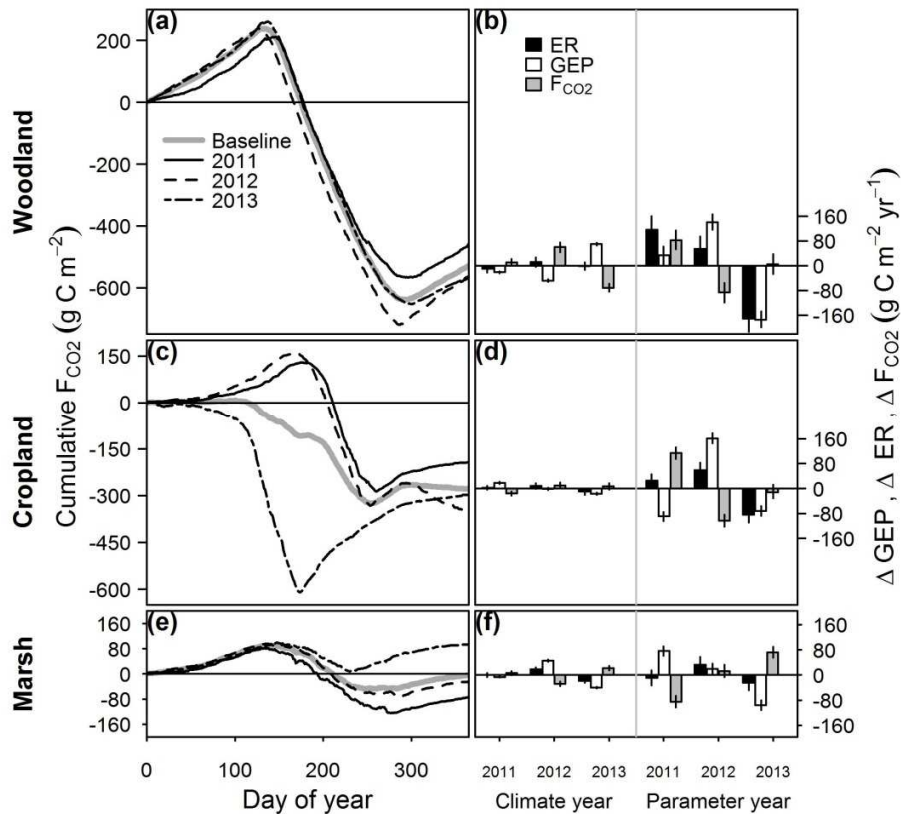 (a)
200
0
-200
-400
-600
Baseline
2011
2012
2013
Woodland
(b)
ER
GEP
F_CO2
160
80
0
-80
-160
(c)
150
0
-150
-300
-450
-600
Cropland
Cumulative F_CO2 (g C m⁻²)
(d)
160
80
0
-80
-160
Δ GEP , Δ ER , Δ F_CO2 (g C m⁻² yr⁻¹)
(e)
160
80
0
-80
-160
Marsh
(f)
160
80
0
-80
-160
0 100 200 300
Day of year
2011 2012 2013 2011 2012 2013
Climate year Parameter year